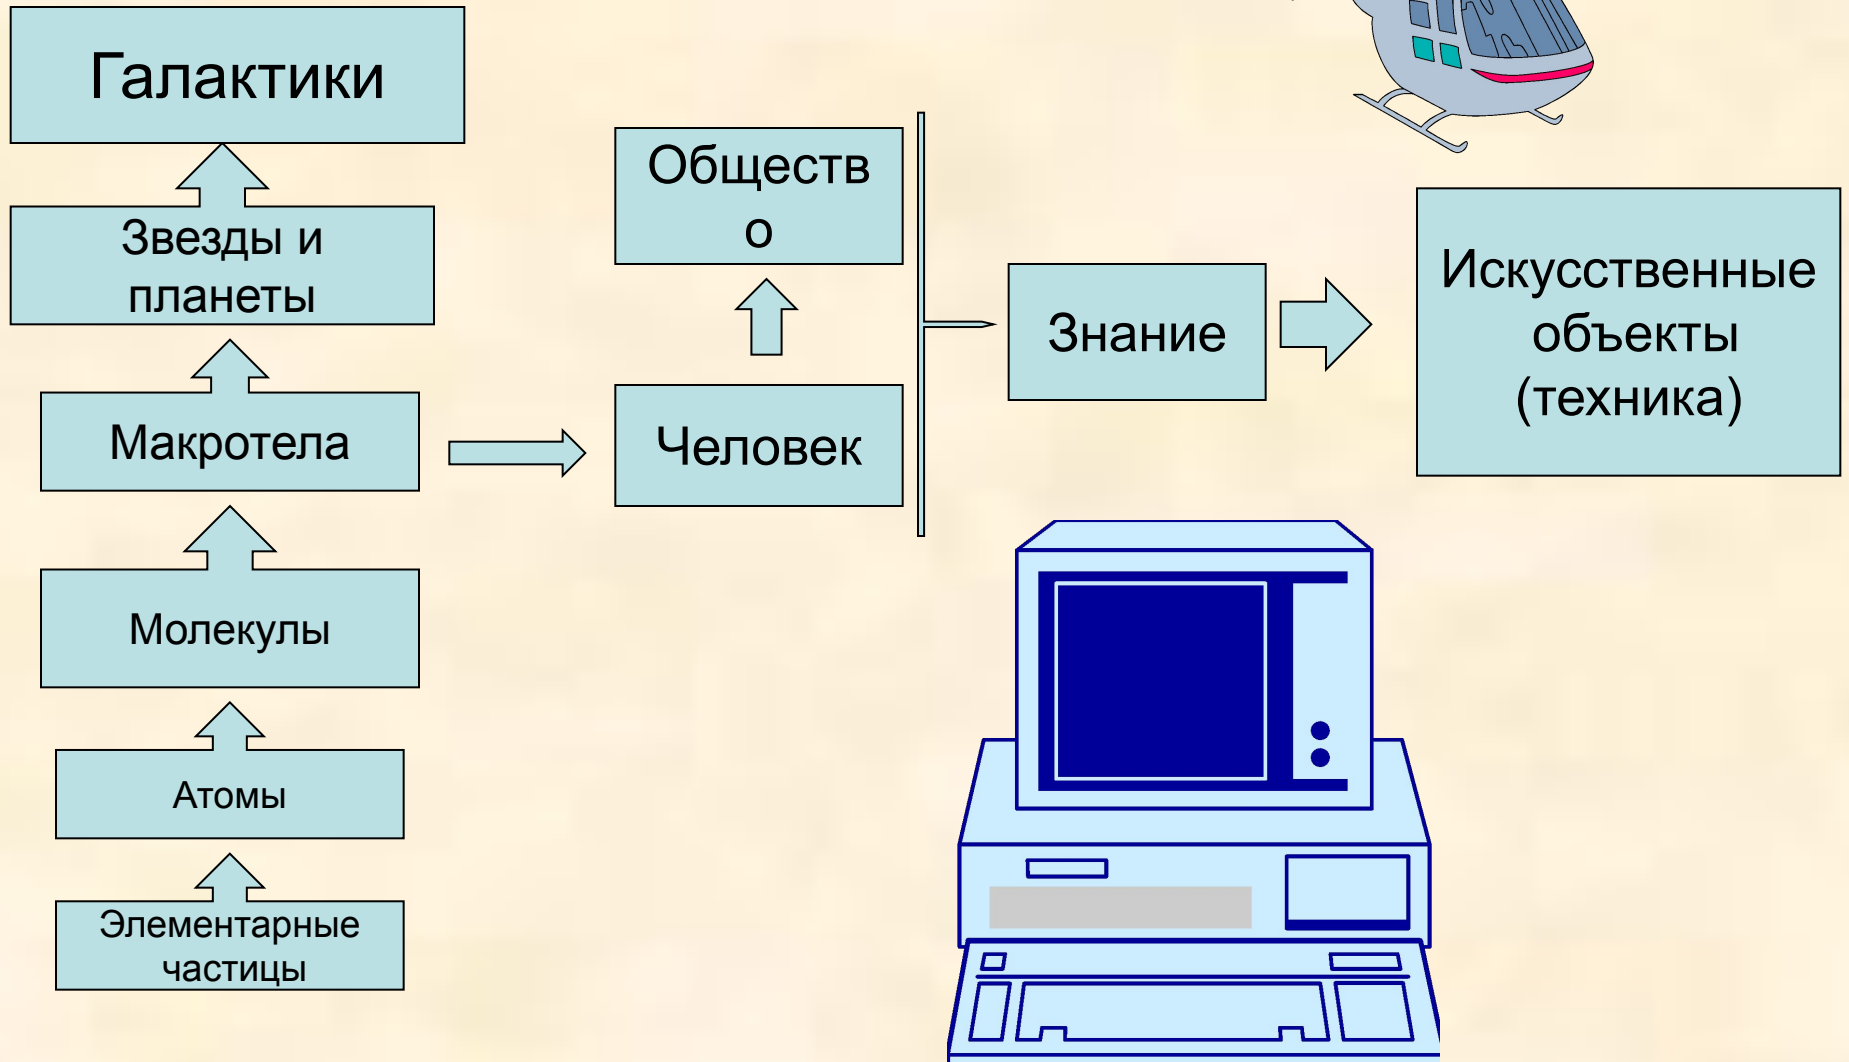 Галактики
Звезды и
планеты
Макротела
Молекулы
Атомы
Элементарные
частицы
Обществ
о
Человек
Знание
Искусственные
объекты
(техника)